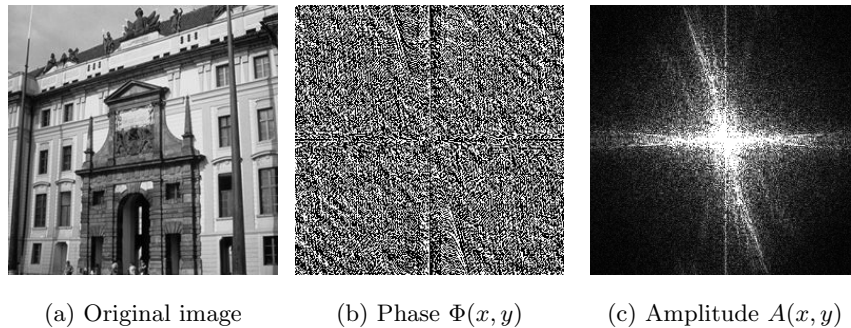 (a) Original image
(b) Phase Φ(x, y)
(c) Amplitude A(x, y)